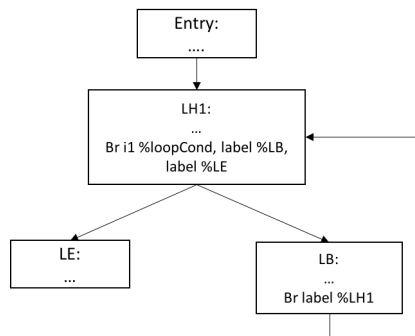 Entry:
....
LH1:
...
Br i1 %loopCond, label %LB,
label %LE
LE:
...
LB:
...
Br label %LH1